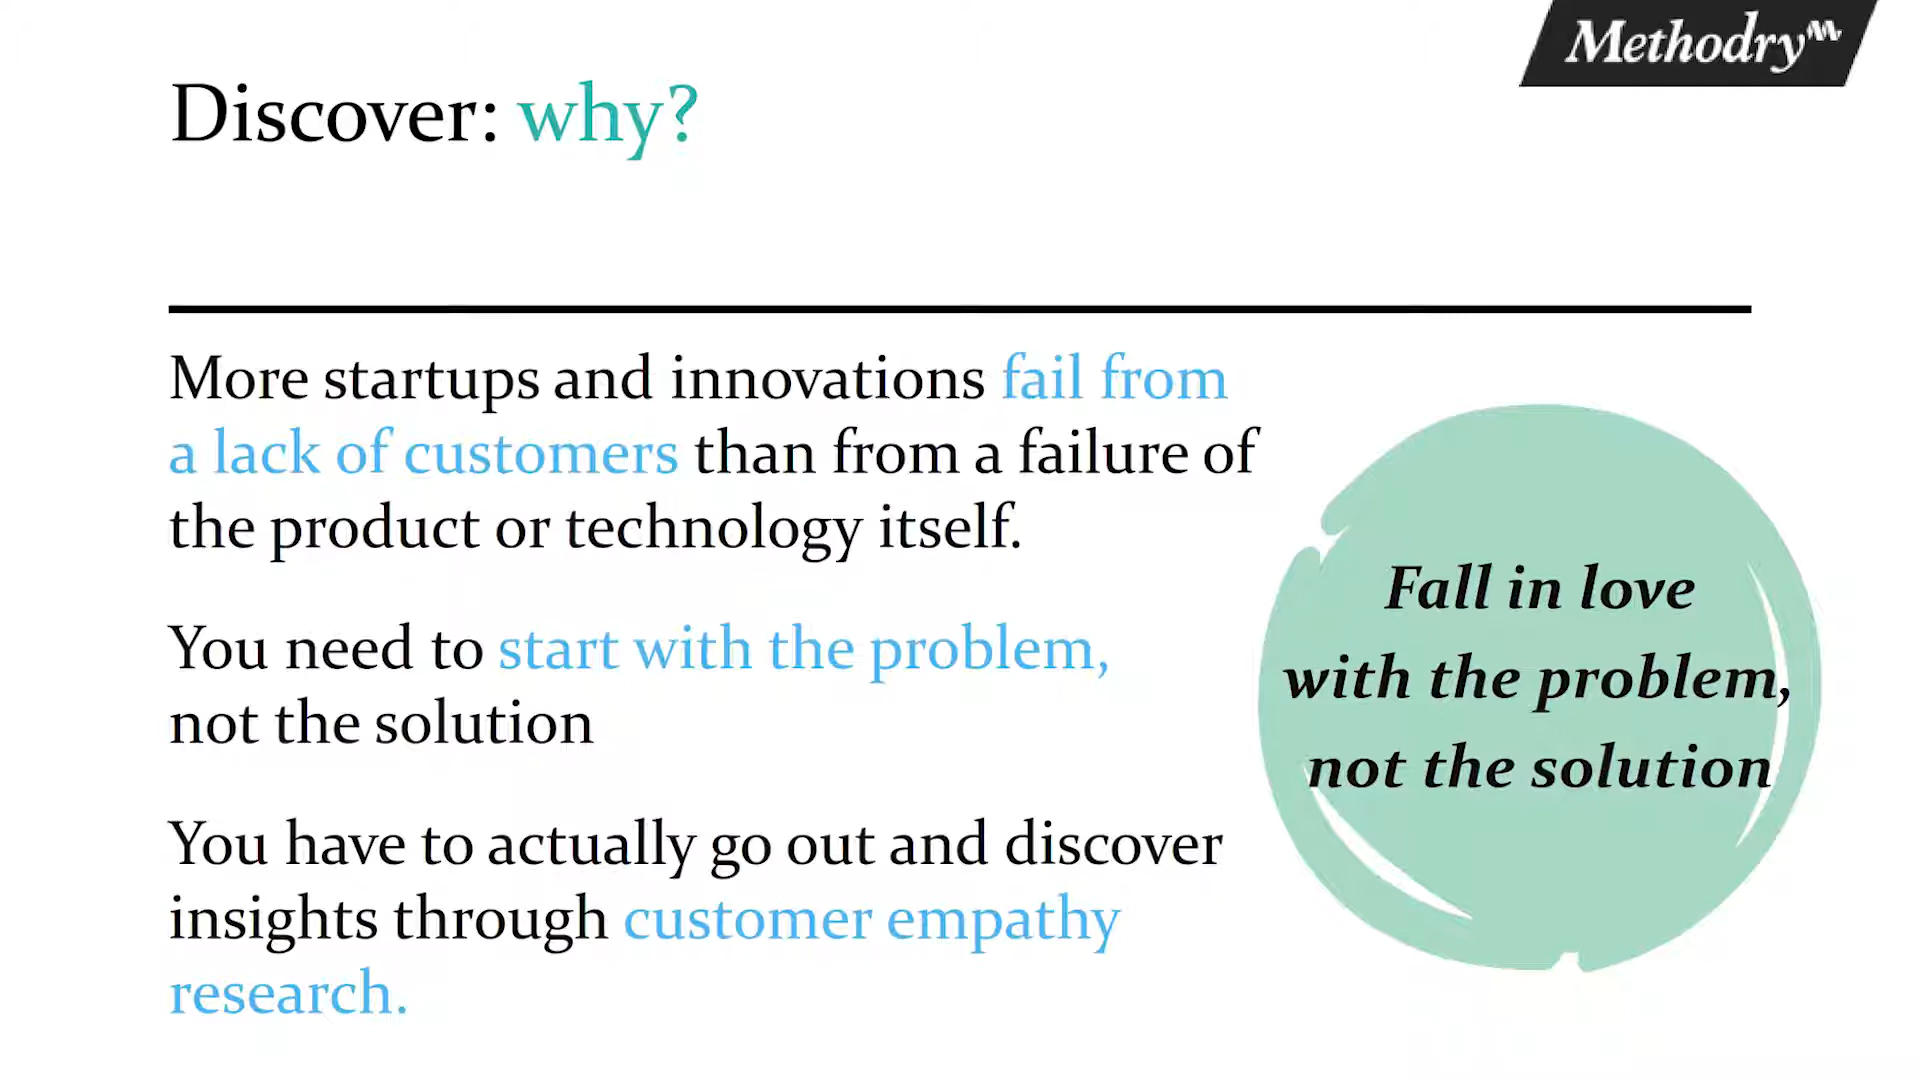 Methodry
Discover: why?
More startups and innovations fail from
a lack of customers than from a failure of
the product or technology itself.
You need to start with the problem,
not the solution
You have to actually go out and discover
insights through customer empathy
research.
Fall in love
with the problem,
not the solution